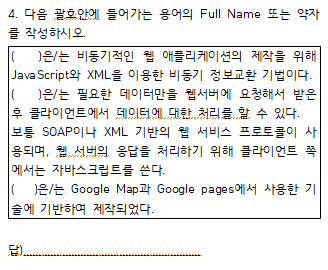 4. 다음 괄호안에 들어가는 용어의 Full Name 또는 약자
를 작성하시오.
(    )은/는 비동기적인 웹 애플리케이션의 제작을 위해
JavaScript와 XML을 이용한 비동기 정보교환 기법이다.
(    )은/는 필요한 데이터만을 웹서버에 요청해서 받은
후 클라이언트에서 데이터에 대한 처리를 할 수 있다.
보통 SOAP이나 XML 기반의 웹 서비스 프로토콜이 사
용되며, 웹 서버의 응답을 처리하기 위해 클라이언트 쪽
에서는 자바스크립트를 쓴다.
(    )은/는 Google Map과 Google pages에서 사용한 기
술에 기반하여 제작되었다.
답)